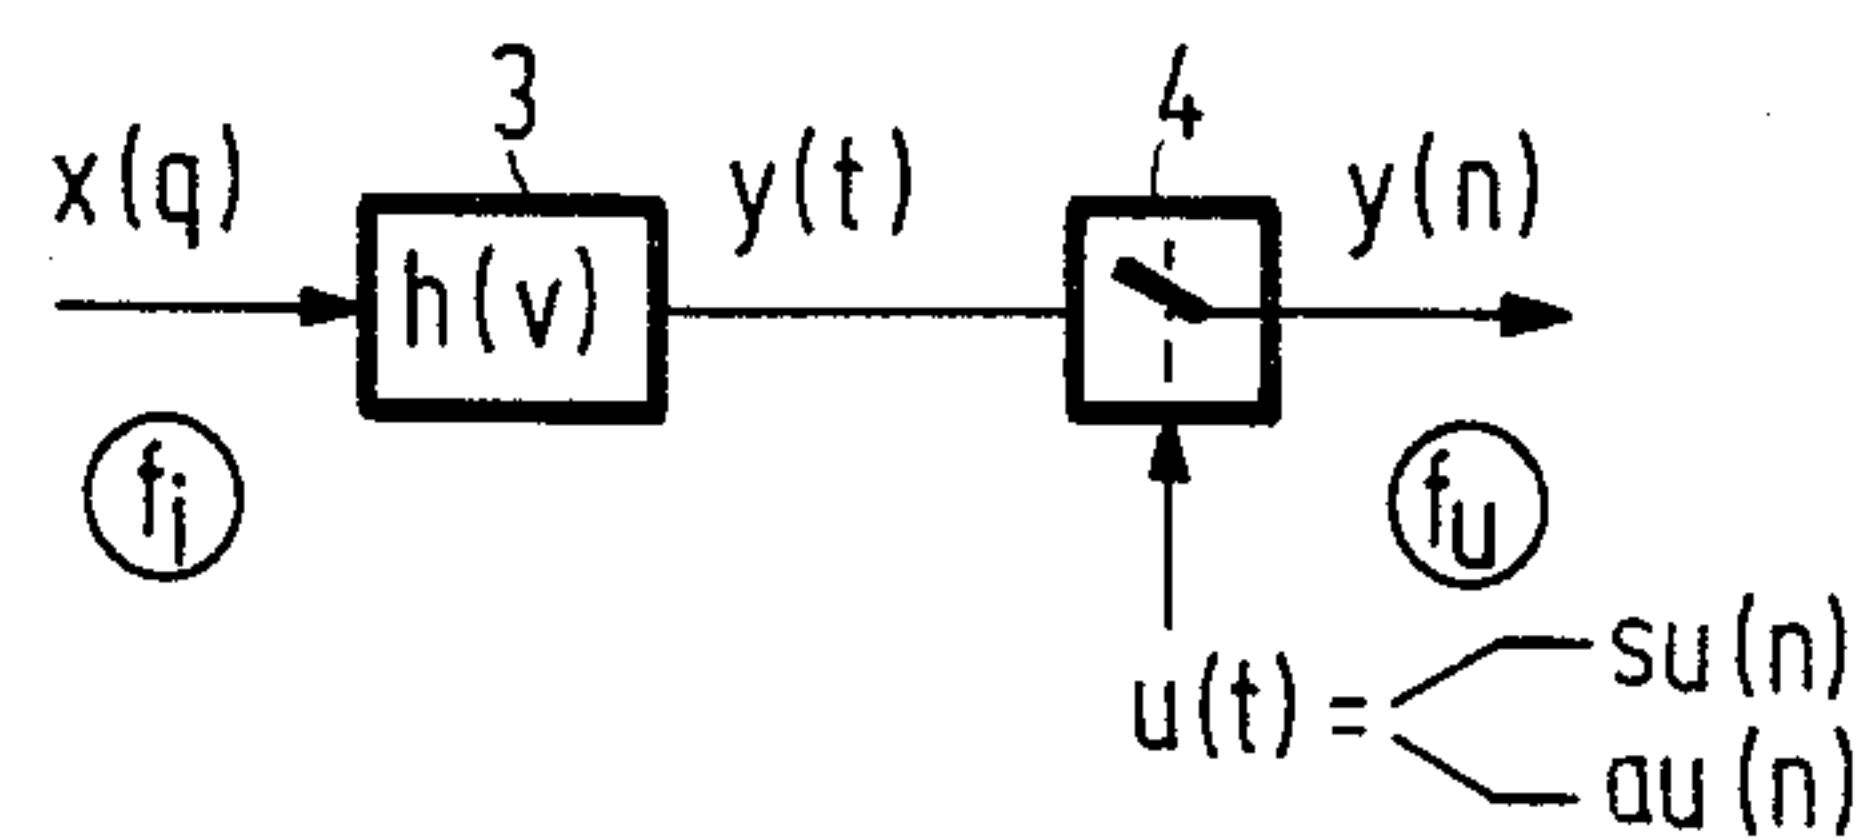 3
4
x(q)
y(t)
y(n)
h(v)
fi
fu
u(t) =
su(n)
au(n)